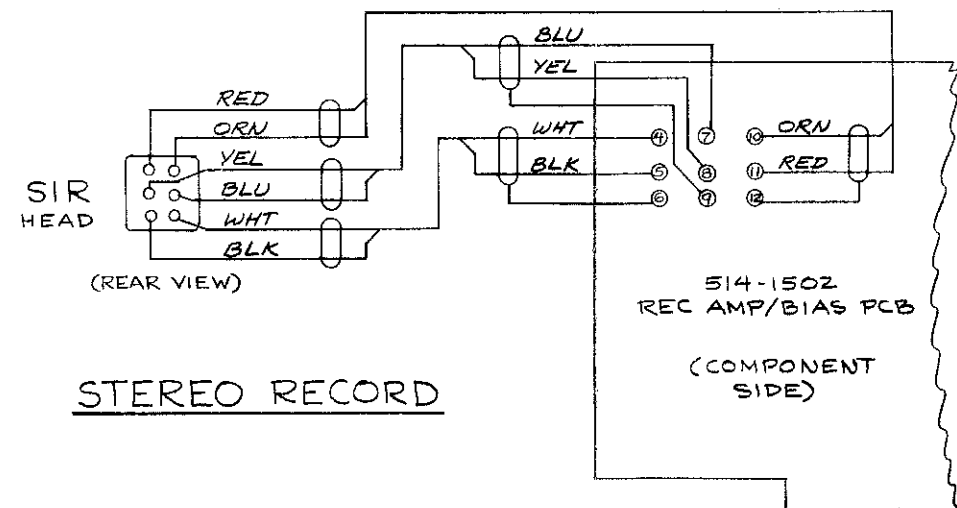 BLU
YEL
RED
ORN
WHT
④ ⑦ ⑩ ORN
YEL
BLK
⑤ ⑧ ⑪ RED
BLU
⑥ ⑨ ⑫
SIR
HEAD
WHT
BLK
(REAR VIEW)
514-1502
REC AMP/BIAS PCB
(COMPONENT
SIDE)
STEREO RECORD